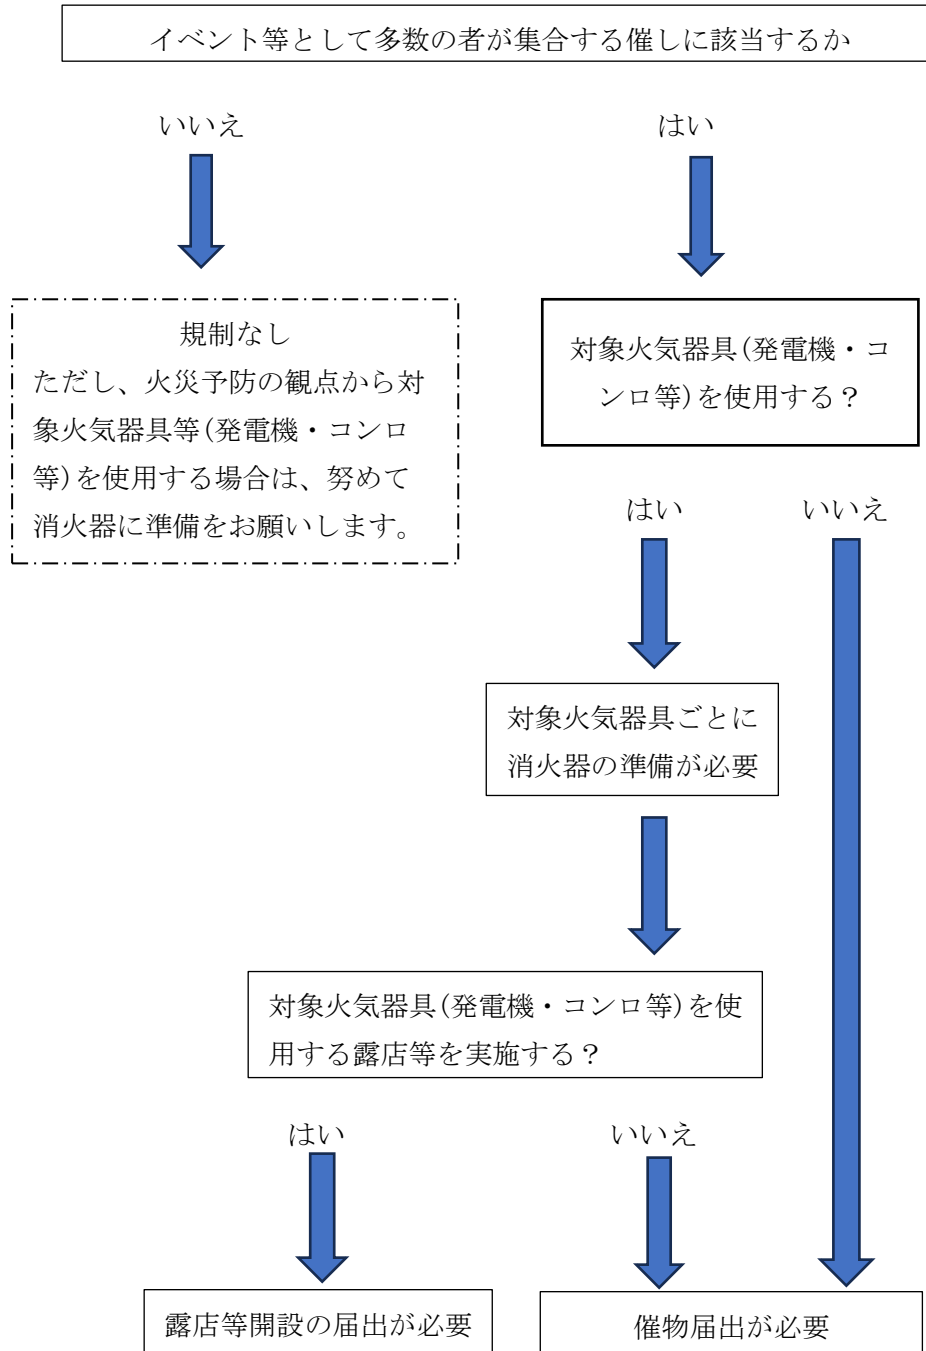 イベント等として多数の者が集合する催しに該当するか
いいえ
はい
規制なし
ただし、火災予防の観点から対
象火気器具等(発電機・コンロ
等)を使用する場合は、努めて
消火器に準備をお願いします。
対象火気器具(発電機・コ
ンロ等)を使用する？
はい
いいえ
対象火気器具ごとに
消火器の準備が必要
対象火気器具(発電機・コンロ等)を使
用する露店等を実施する？
はい
いいえ
露店等開設の届出が必要
催物届出が必要